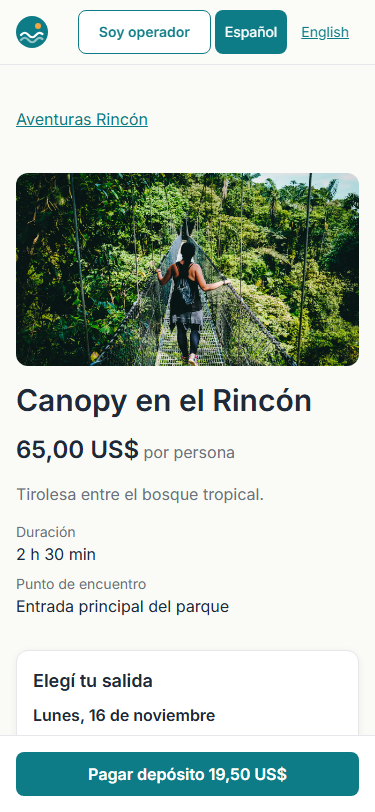 Soy operador
Español
English
Aventuras Rincón
Canopy en el Rincón
65,00 US$ por persona
Tirolesa entre el bosque tropical.
Duración
2 h 30 min
Punto de encuentro
Entrada principal del parque
Elegí tu salida
Lunes, 16 de noviembre
Pagar depósito 19,50 US$